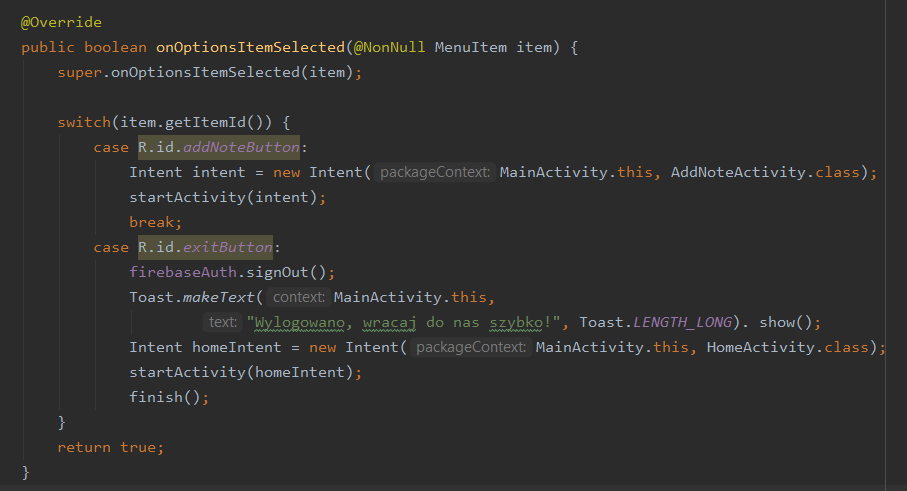 @Override
public boolean onOptionsItemSelected(@NonNull MenuItem item) {
super.onOptionsItemSelected(item);
switch(item.getItemId()) {
case R.id.addNoteButton:
Intent intent = new Intent( packageContext: MainActivity.this, AddNoteActivity.class);
startActivity(intent);
break;
case R.id.exitButton:
firebaseAuth.signOut();
Toast.makeText( context: MainActivity.this,
text: "Wylogowano, wracaj do nas szybko!", Toast.LENGTH_LONG). show();
Intent homeIntent = new Intent( packageContext: MainActivity.this, HomeActivity.class);
startActivity(homeIntent);
finish();
}
return true;
}